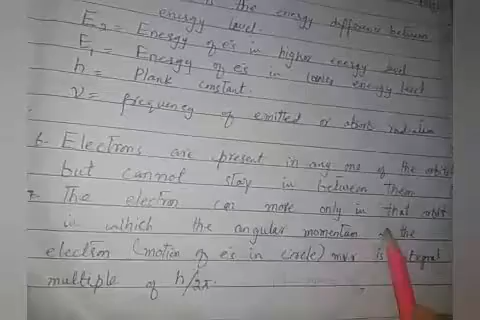 the energy difference between
energy level.
E2 = Energy of e's in higher energy level
E1 = Energy of e's in lower energy level
h = Plank constant.
ν = frequency of emitted or absorb radiation
6. Electrons are present in any one of the orbits
but cannot stay in between them
7. The electron can move only in that orbit
in which the angular momentum of the
electron (motion of e's in circle) mvr is integral
multiple of h/2π.